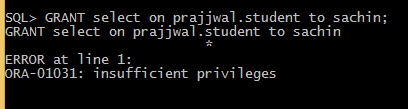 SQL> GRANT select on prajjwal.student to sachin;
GRANT select on prajjwal.student to sachin
*
ERROR at line 1:
ORA-01031: insufficient privileges